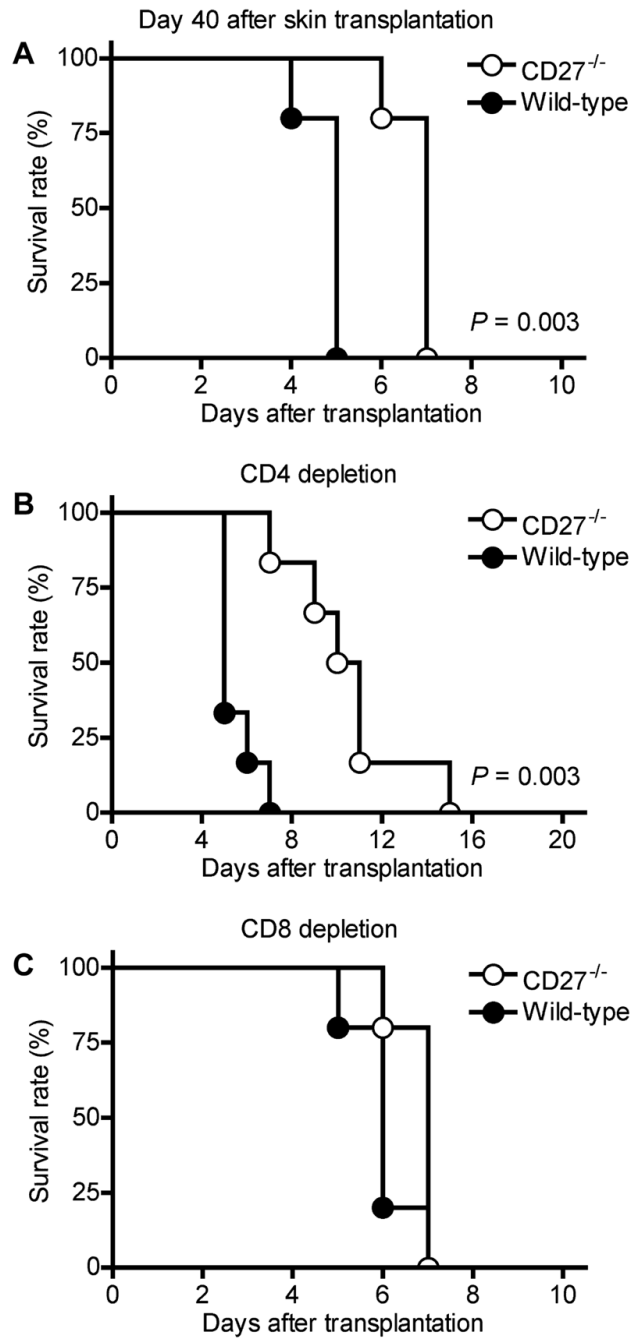 Day 40 after skin transplantation
A
CD27-/-
Wild-type
100
75
50
25
0
Survival rate (%)
P = 0.003
0 2 4 6 8 10
Days after transplantation
CD4 depletion
B
CD27-/-
Wild-type
100
75
50
25
0
Survival rate (%)
P = 0.003
0 4 8 12 16 20
Days after transplantation
CD8 depletion
C
CD27-/-
Wild-type
100
75
50
25
0
Survival rate (%)
0 2 4 6 8 10
Days after transplantation